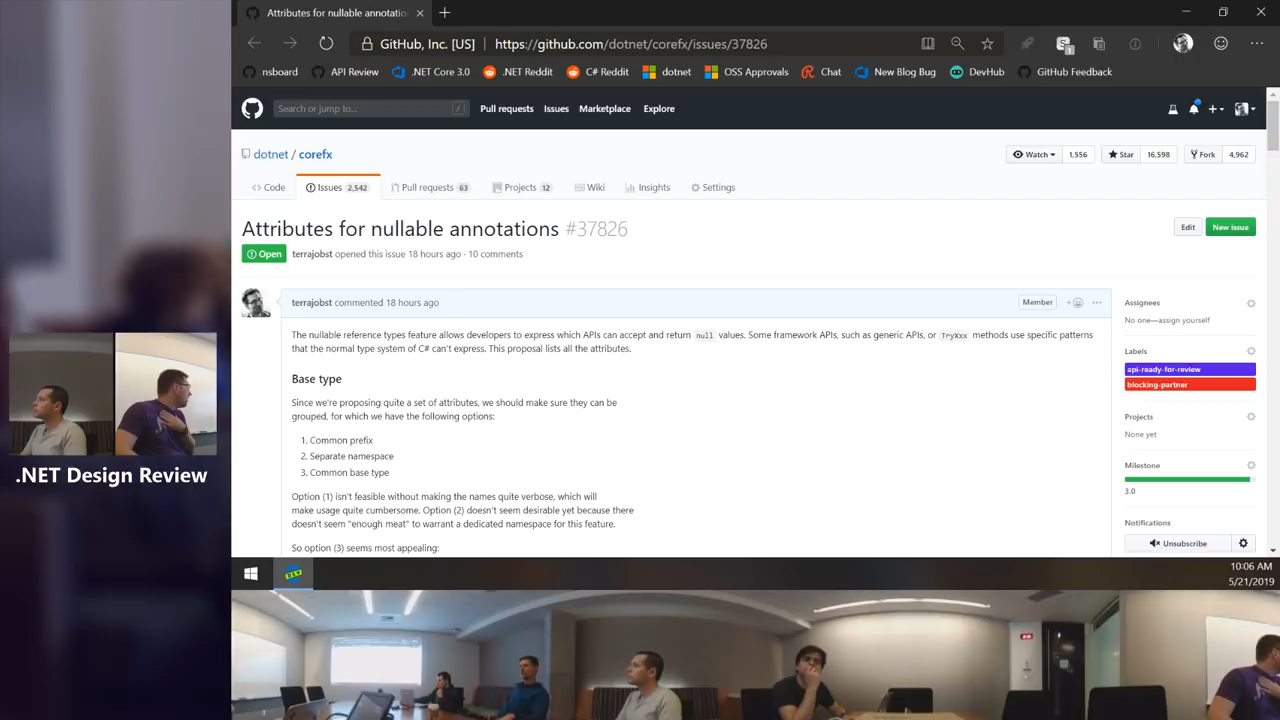 Attributes for nullable annotatio
GitHub, Inc. [US]
https://github.com/dotnet/corefx/issues/37826
nsboard
API Review
.NET Core 3.0
.NET Reddit
C# Reddit
dotnet
OSS Approvals
Chat
New Blog Bug
DevHub
GitHub Feedback
Search or jump to...
/
Pull requests
Issues
Marketplace
Explore
dotnet / corefx
Watch 1,556
Star 16,598
Fork 4,962
Code
Issues 2,542
Pull requests 63
Projects 12
Wiki
Insights
Settings
Attributes for nullable annotations #37826
Edit
New issue
Open
terrajobst opened this issue 18 hours ago · 10 comments
terrajobst commented 18 hours ago
Member
The nullable reference types feature allows developers to express which APIs can accept and return null values. Some framework APIs, such as generic APIs, or TryXxx methods use specific patterns
that the normal type system of C# can't express. This proposal lists all the attributes.
Base type
Since we're proposing quite a set of attributes, we should make sure they can be
grouped, for which we have the following options:
1. Common prefix
2. Separate namespace
3. Common base type
Option (1) isn't feasible without making the names quite verbose, which will
make usage quite cumbersome. Option (2) doesn't seem desirable yet because there
doesn't seem "enough meat" to warrant a dedicated namespace for this feature.
So option (3) seems most appealing:
Assignees
No one—assign yourself
Labels
api-ready-for-review
blocking-partner
Projects
None yet
Milestone
3.0
Notifications
Unsubscribe
.NET Design Review
DEV
10:06 AM
5/21/2019